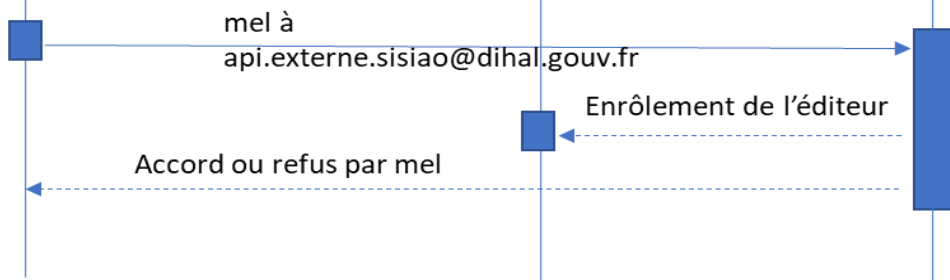 mel à
api.externe.sisiao@dihal.gouv.fr
Enrôlement de l’éditeur
Accord ou refus par mel